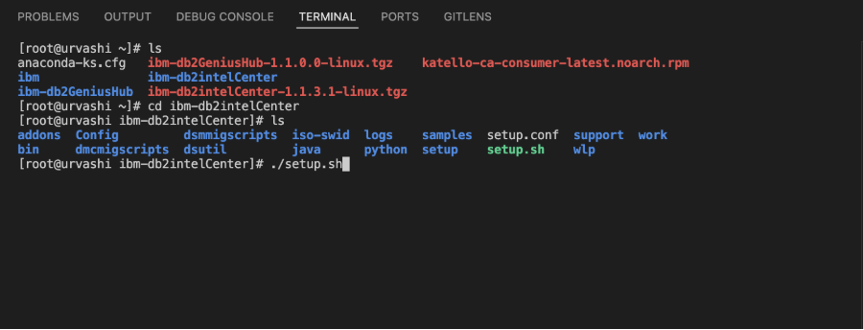 PROBLEMS OUTPUT DEBUG CONSOLE TERMINAL PORTS GITLENS
[root@urvashi ~]# ls
anaconda-ks.cfg ibm-db2GeniusHub-1.1.0.0-linux.tgz katello-ca-consumer-latest.noarch.rpm
ibm ibm-db2intelCenter
ibm-db2GeniusHub ibm-db2intelCenter-1.1.3.1-linux.tgz
[root@urvashi ~]# cd ibm-db2intelCenter
[root@urvashi ibm-db2intelCenter]# ls
addons Config dsmmigscripts iso-swid logs samples setup.conf support work
bin dmcmigscripts dsutil java python setup setup.sh wlp
[root@urvashi ibm-db2intelCenter]# ./setup.sh